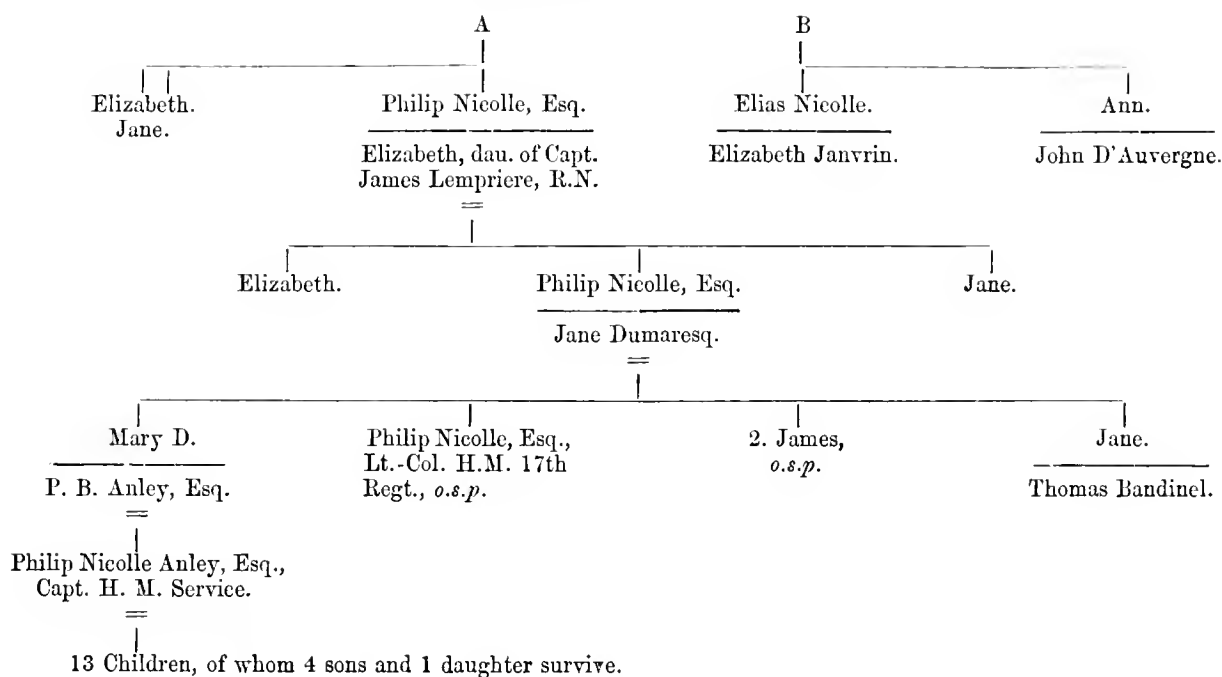 A B
Elizabeth. Philip Nicolle, Esq. Elias Nicolle. Ann.
Jane.
Elizabeth, dau. of Capt. Elizabeth Janvrin. John D'Auvergne.
James Lempriere, R.N.
=
Elizabeth. Philip Nicolle, Esq. Jane.
Jane Dumaresq.
=
Mary D. Philip Nicolle, Esq., 2. James, Jane.
Lt.-Col. H.M. 17th o.s.p.
P. B. Anley, Esq. Regt., o.s.p. Thomas Bandinel.
=
Philip Nicolle Anley, Esq.,
Capt. H. M. Service.
=
13 Children, of whom 4 sons and 1 daughter survive.